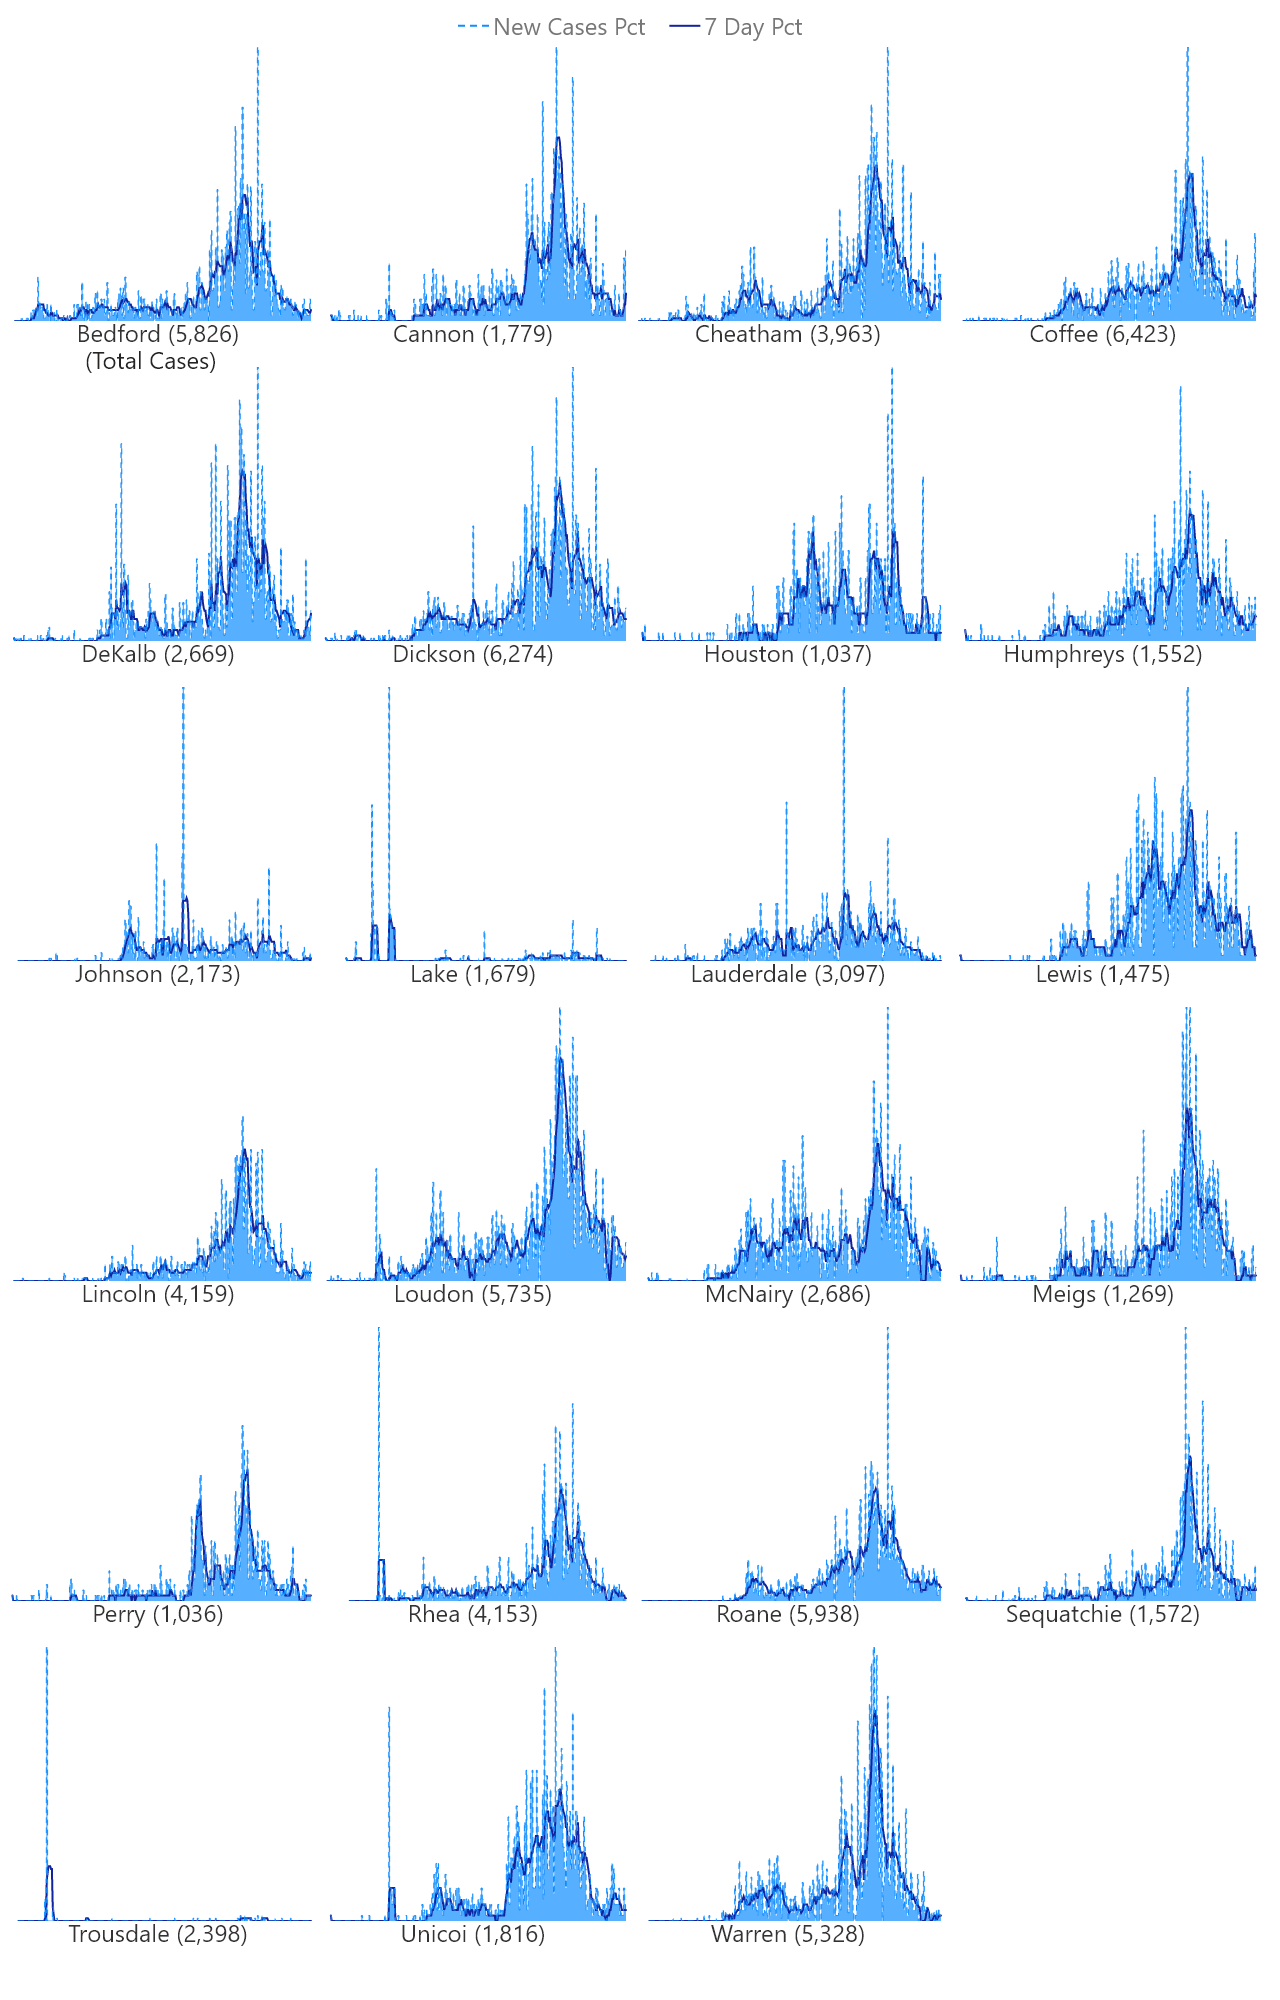 New Cases Pct 7 Day Pct
Bedford (5,826) Cannon (1,779) Cheatham (3,963) Coffee (6,423)
(Total Cases)
DeKalb (2,669) Dickson (6,274) Houston (1,037) Humphreys (1,552)
Johnson (2,173) Lake (1,679) Lauderdale (3,097) Lewis (1,475)
Lincoln (4,159) Loudon (5,735) McNairy (2,686) Meigs (1,269)
Perry (1,036) Rhea (4,153) Roane (5,938) Sequatchie (1,572)
Trousdale (2,398) Unicoi (1,816) Warren (5,328)